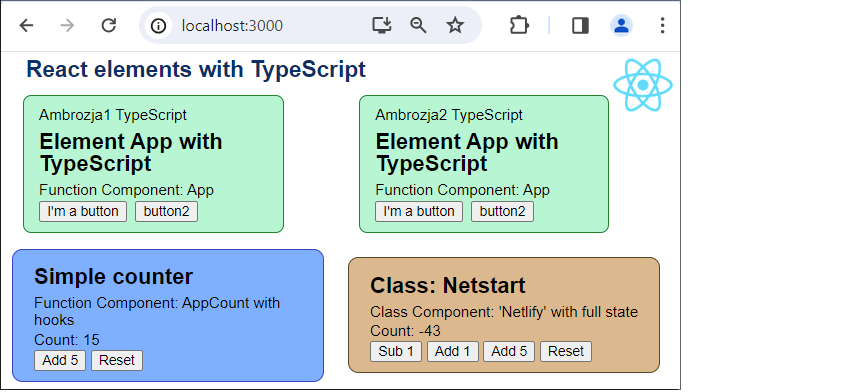 localhost:3000
React elements with TypeScript
Ambrozja1 TypeScript
Element App with
TypeScript
Function Component: App
I'm a button
button2
Ambrozja2 TypeScript
Element App with
TypeScript
Function Component: App
I'm a button
button2
Simple counter
Function Component: AppCount with
hooks
Count: 15
Add 5
Reset
Class: Netstart
Class Component: 'Netlify' with full state
Count: -43
Sub 1
Add 1
Add 5
Reset